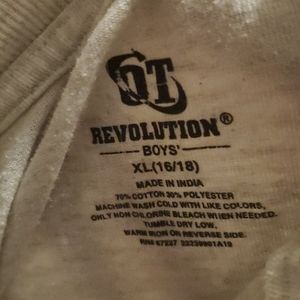 OT
REVOLUTION®
BOYS'
XL(16/18)
MADE IN INDIA
70% COTTON 30% POLYESTER
MACHINE WASH COLD WITH LIKE COLORS,
ONLY NON CHLORINE BLEACH WHEN NEEDED.
TUMBLE DRY LOW.
WARM IRON ON REVERSE SIDE.
RN#